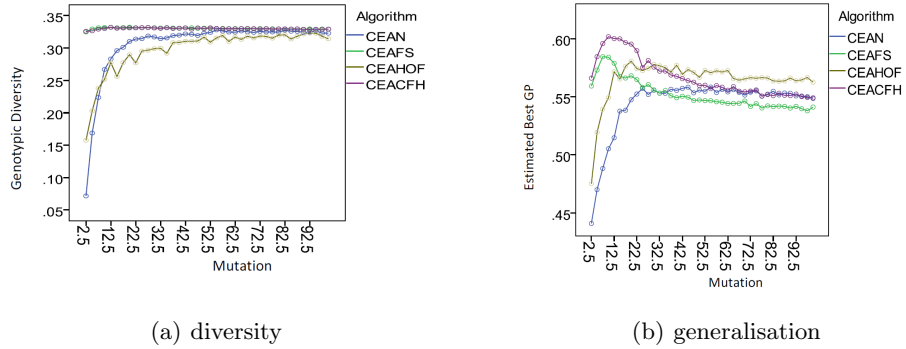 Genotypic Diversity
.35
.30
.25
.20
.15
.10
.05
2.5
12.5
22.5
32.5
42.5
52.5
62.5
72.5
82.5
92.5
Mutation
Algorithm
CEAN
CEAFS
CEAHOF
CEACFH
(a) diversity
Estimated Best GP
.60
.55
.50
.45
2.5
12.5
22.5
32.5
42.5
52.5
62.5
72.5
82.5
92.5
Mutation
Algorithm
CEAN
CEAFS
CEAHOF
CEACFH
(b) generalisation